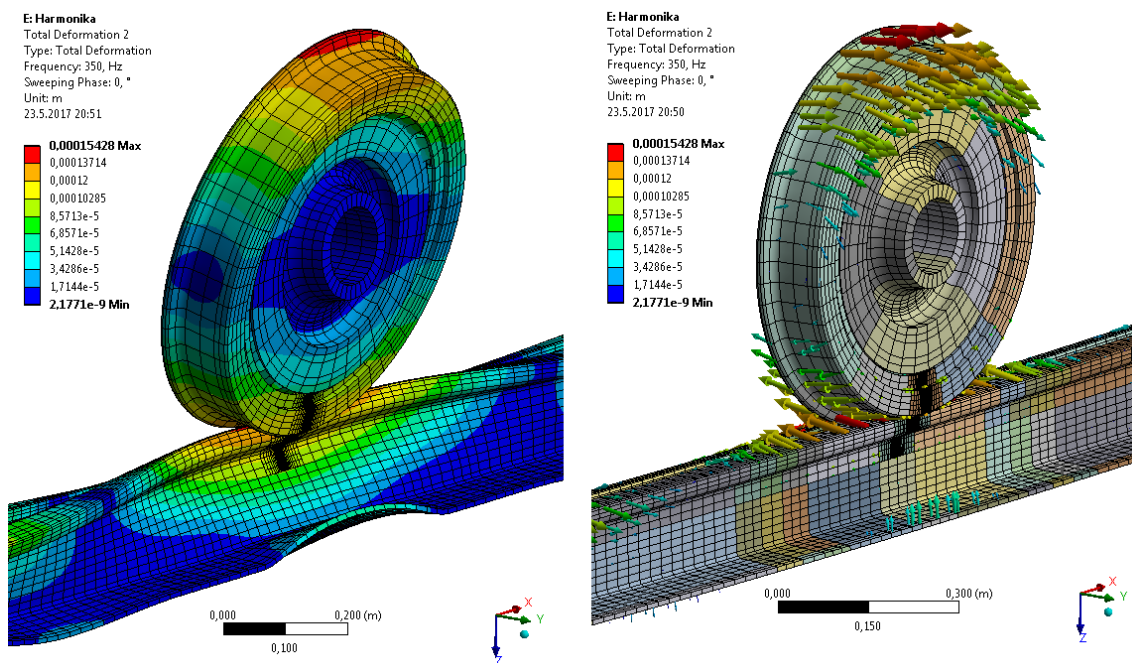 E: Harmonika
Total Deformation 2
Type: Total Deformation
Frequency: 350, Hz
Sweeping Phase: 0, °
Unit: m
23.5.2017 20:51
0,00015428 Max
0,00013714
0,00012
0,00010285
8,5713e-5
6,8571e-5
5,1428e-5
3,4286e-5
1,7144e-5
2,1771e-9 Min
0,000
0,200 (m)
0,100
X
Y
Z
E: Harmonika
Total Deformation 2
Type: Total Deformation
Frequency: 350, Hz
Sweeping Phase: 0, °
Unit: m
23.5.2017 20:50
0,00015428 Max
0,00013714
0,00012
0,00010285
8,5713e-5
6,8571e-5
5,1428e-5
3,4286e-5
1,7144e-5
2,1771e-9 Min
0,000
0,300 (m)
0,150
X
Y
Z